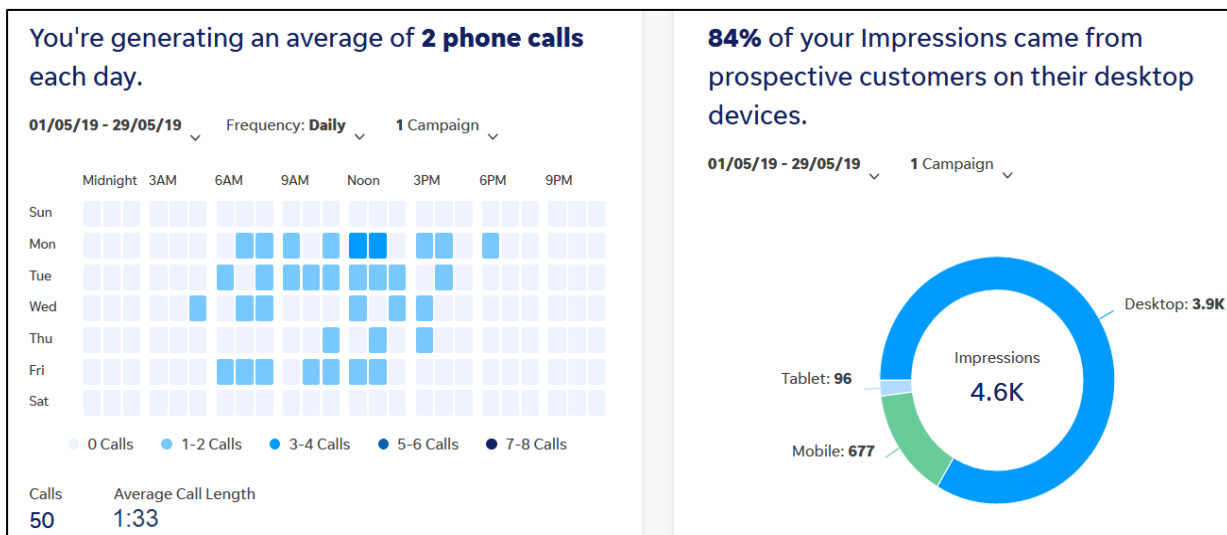 You're generating an average of 2 phone calls
each day.
01/05/19 - 29/05/19 Frequency: Daily 1 Campaign
Midnight 3AM 6AM 9AM Noon 3PM 6PM 9PM
Sun
Mon
Tue
Wed
Thu
Fri
Sat
0 Calls 1-2 Calls 3-4 Calls 5-6 Calls 7-8 Calls
Calls Average Call Length
50 1:33
84% of your Impressions came from
prospective customers on their desktop
devices.
01/05/19 - 29/05/19 1 Campaign
Desktop: 3.9K
Impressions
4.6K
Tablet: 96
Mobile: 677